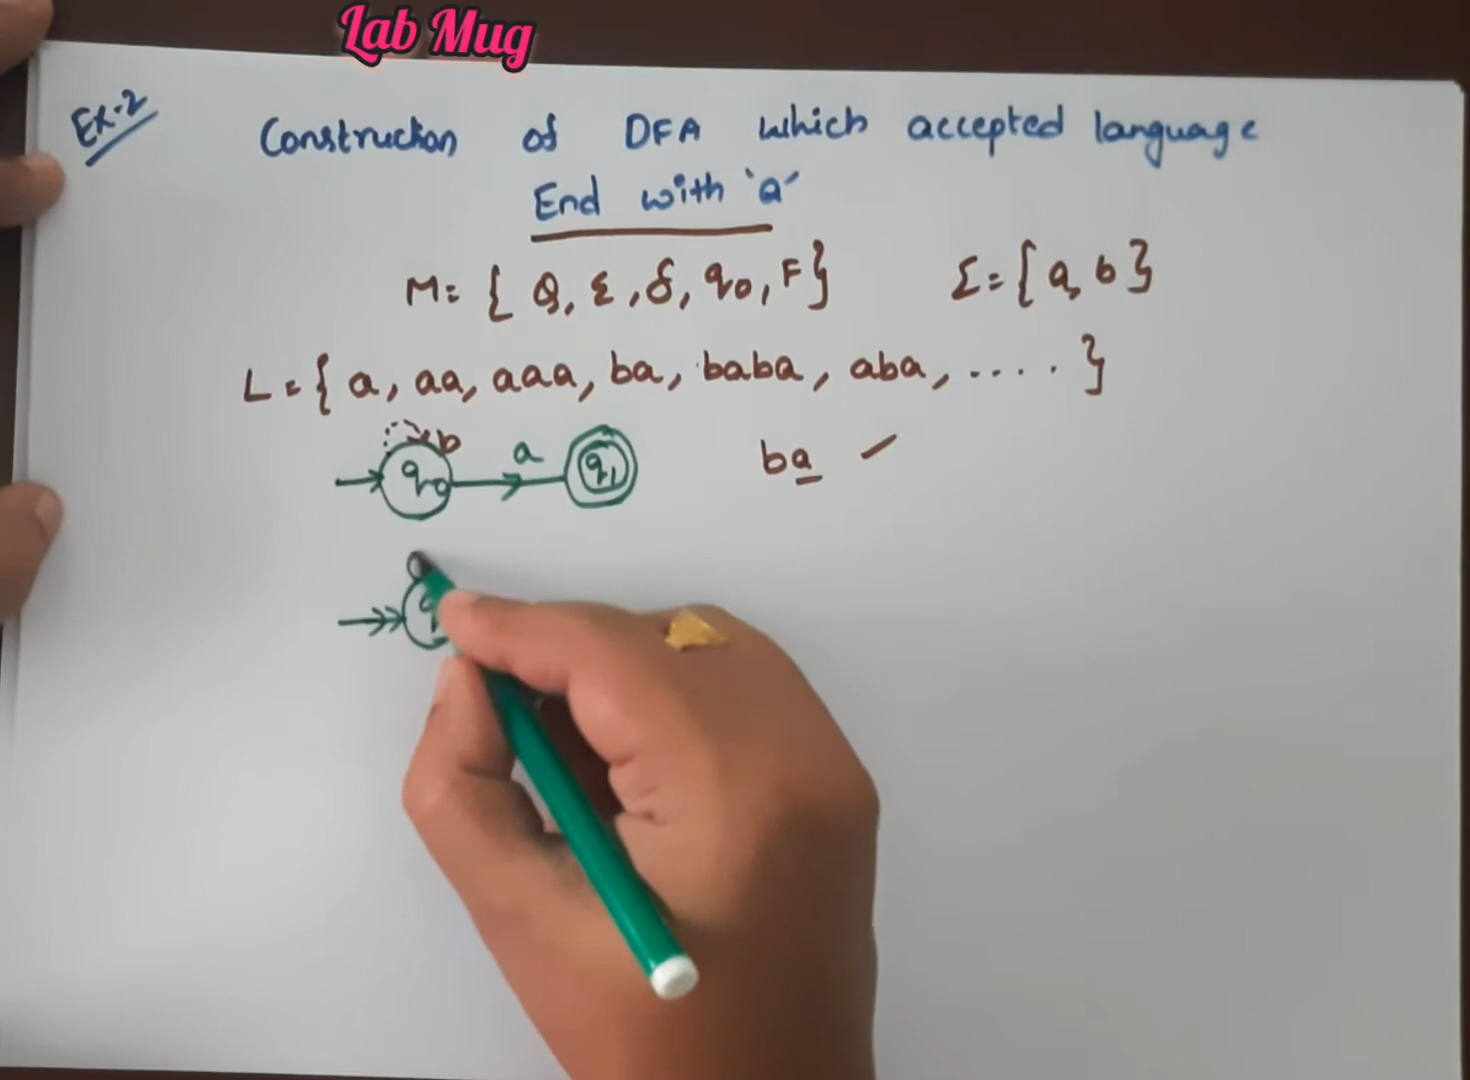 Lab Mug
Ex-2
Construction of DFA which accepted language
End with 'a'
M= { Q, Σ, δ, q0, F} Σ={a, b}
L={a, aa, aaa, ba, baba, aba, .... }
b
q0 a q1 ba